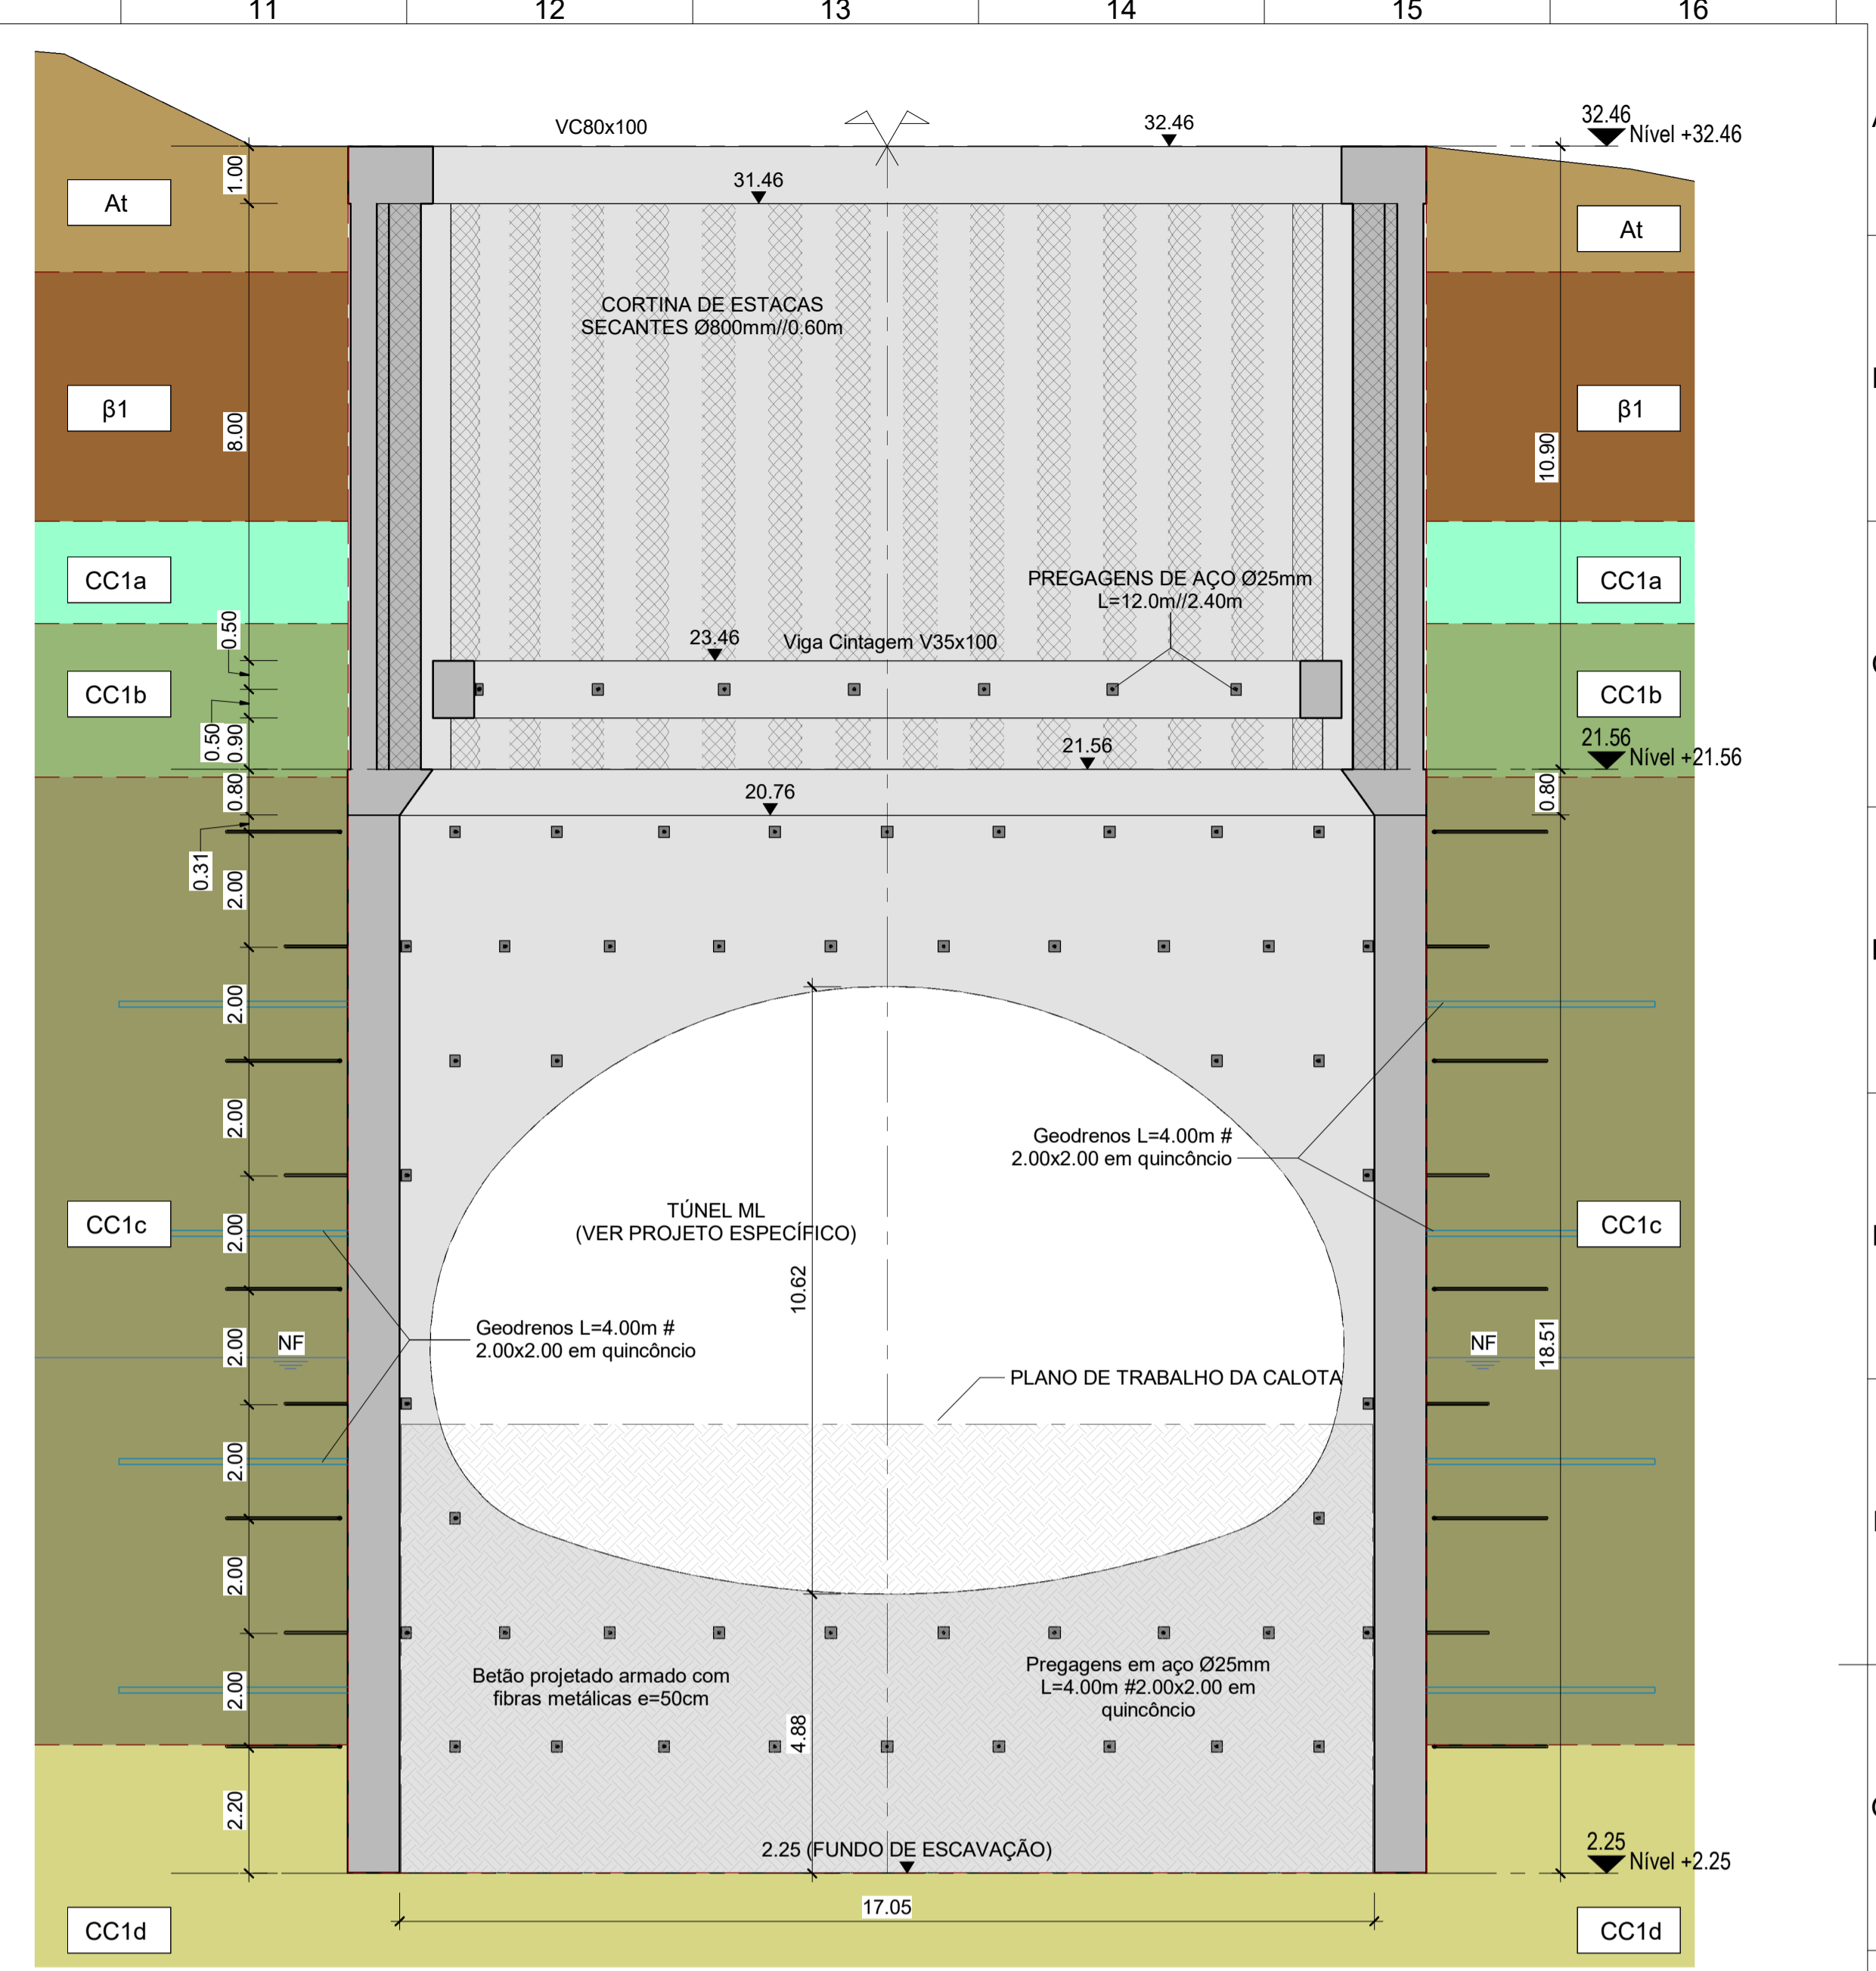 11
12
13
14
15
16
VC80x100
32.46
32.46
Nível +32.46
1.00
31.46
At
At
CORTINA DE ESTACAS
SECANTES Ø800mm//0.60m
β1
β1
8.00
10.90
CC1a
PREGAGENS DE AÇO Ø25mm
L=12.0m//2.40m
CC1a
0.50
23.46
Viga Cintagem V35x100
CC1b
CC1b
0.50
0.90
21.56
21.56
Nível +21.56
0.80
20.76
0.80
0.31
2.00
2.00
2.00
Geodrenos L=4.00m #
2.00x2.00 em quincôncio
TÚNEL ML
(VER PROJETO ESPECÍFICO)
CC1c
CC1c
2.00
10.62
Geodrenos L=4.00m #
2.00x2.00 em quincôncio
NF
NF
2.00
18.51
PLANO DE TRABALHO DA CALOTA
2.00
2.00
Betão projetado armado com
fibras metálicas e=50cm
Pregagens em aço Ø25mm
L=4.00m #2.00x2.00 em
quincôncio
2.00
4.88
2.20
2.25 (FUNDO DE ESCAVAÇÃO)
2.25
Nível +2.25
17.05
CC1d
CC1d